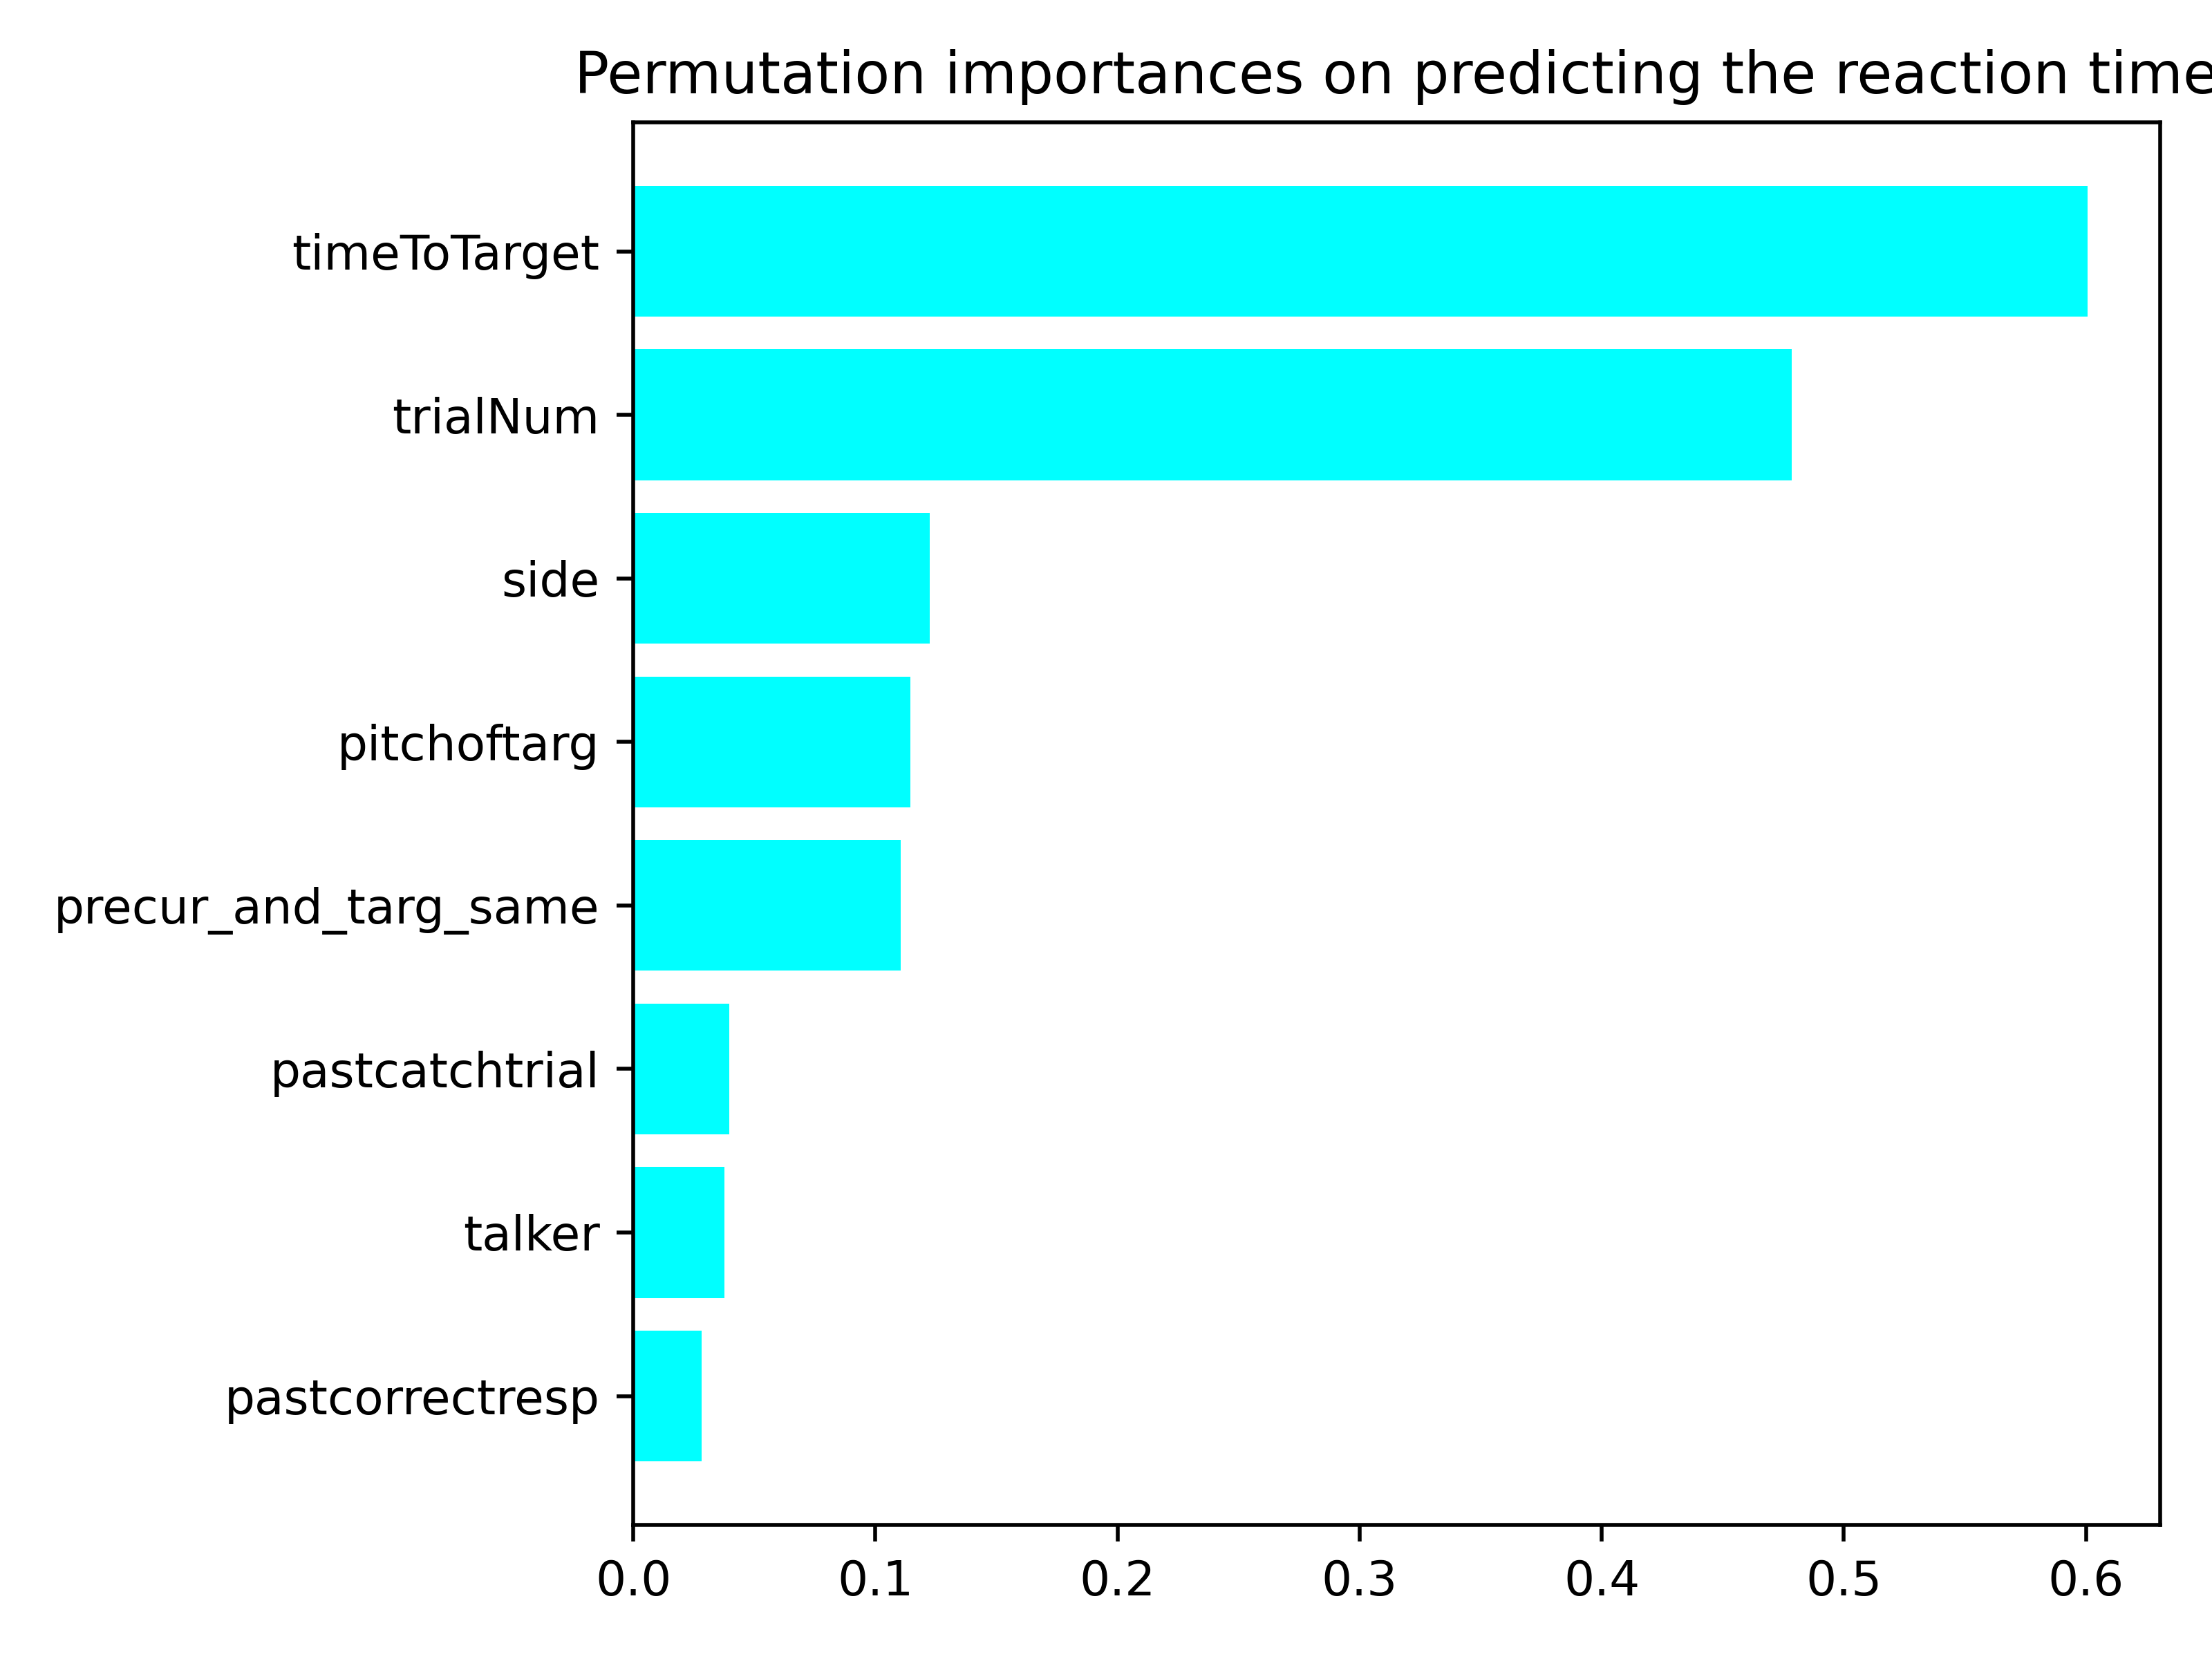 Permutation importances on predicting the reaction time
timeToTarget
trialNum
side
pitchoftarg
precur_and_targ_same
pastcatchtrial
talker
pastcorrectresp
0.0 0.1 0.2 0.3 0.4 0.5 0.6